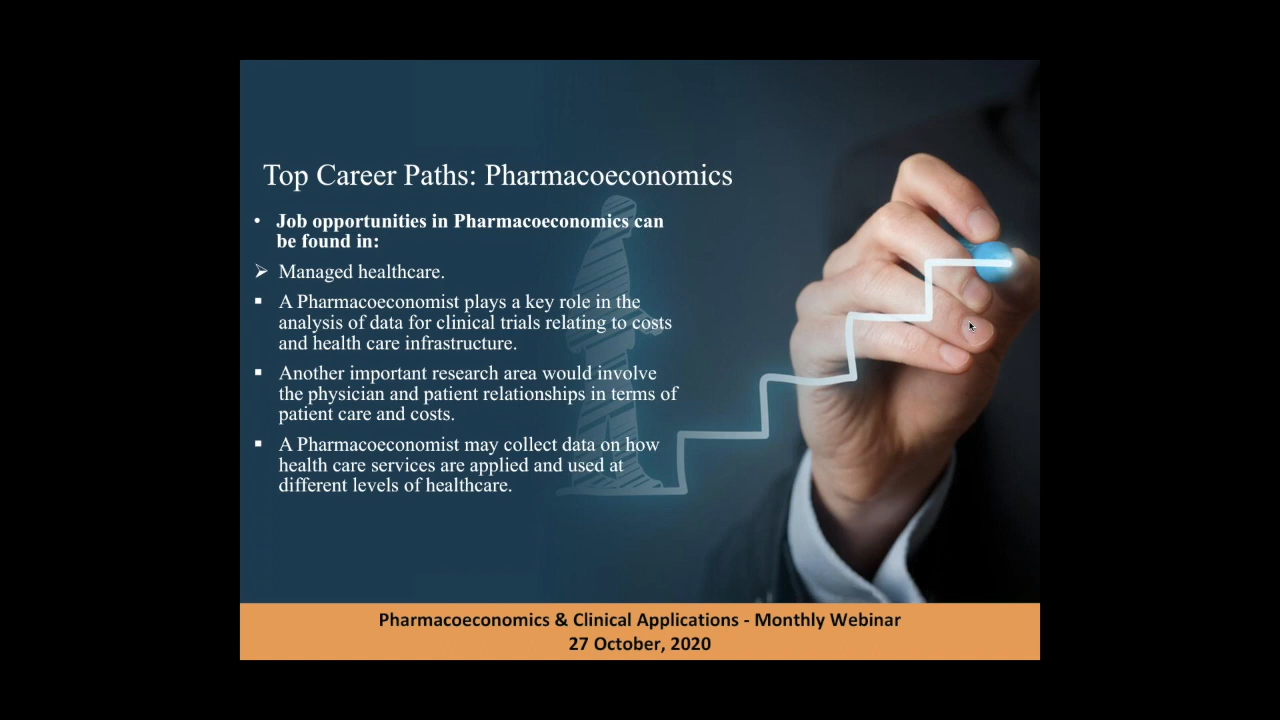 Top Career Paths: Pharmacoeconomics
• Job opportunities in Pharmacoeconomics can
be found in:
➢ Managed healthcare.
▪ A Pharmacoeconomist plays a key role in the
analysis of data for clinical trials relating to costs
and health care infrastructure.
▪ Another important research area would involve
the physician and patient relationships in terms of
patient care and costs.
▪ A Pharmacoeconomist may collect data on how
health care services are applied and used at
different levels of healthcare.
Pharmacoeconomics & Clinical Applications - Monthly Webinar
27 October, 2020